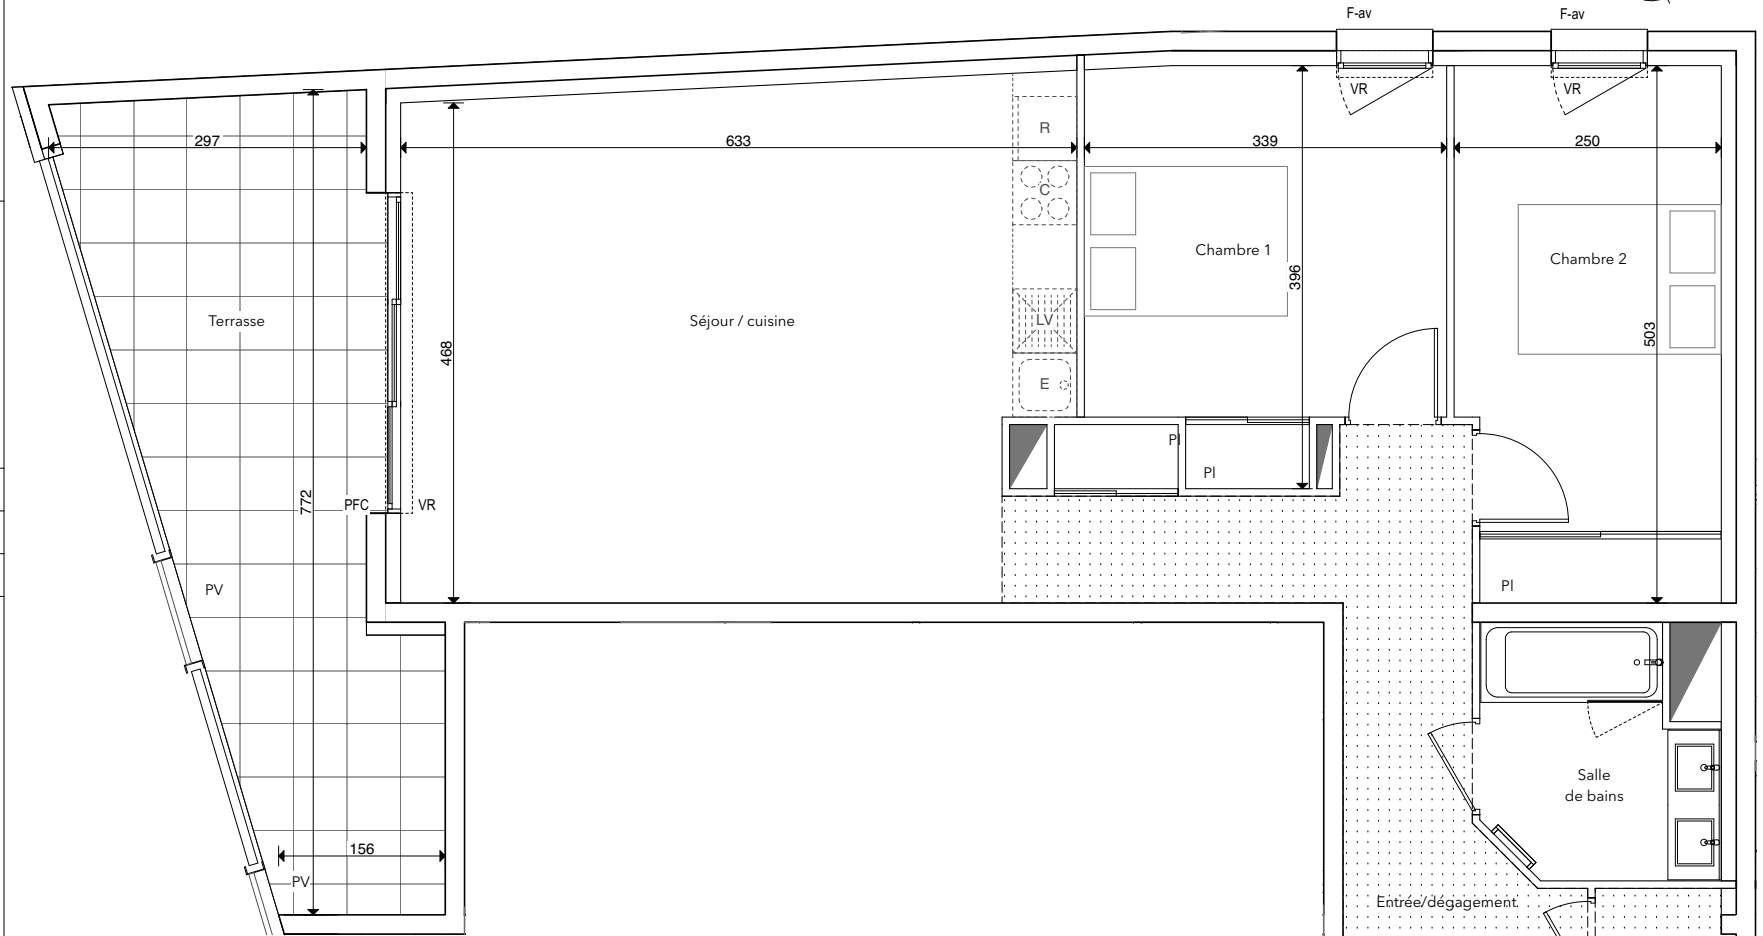 F-av
F-av
VR
VR
R
297
633
339
250
C
Chambre 1
Chambre 2
396
Terrasse
Séjour / cuisine
LV
503
468
E
Pl
Pl
772
PFC
VR
PV
Pl
Salle
de bains
156
PV
Entrée/dégagement